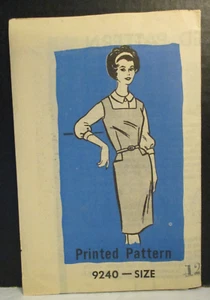 Printed Pattern
9240 — SIZE
12